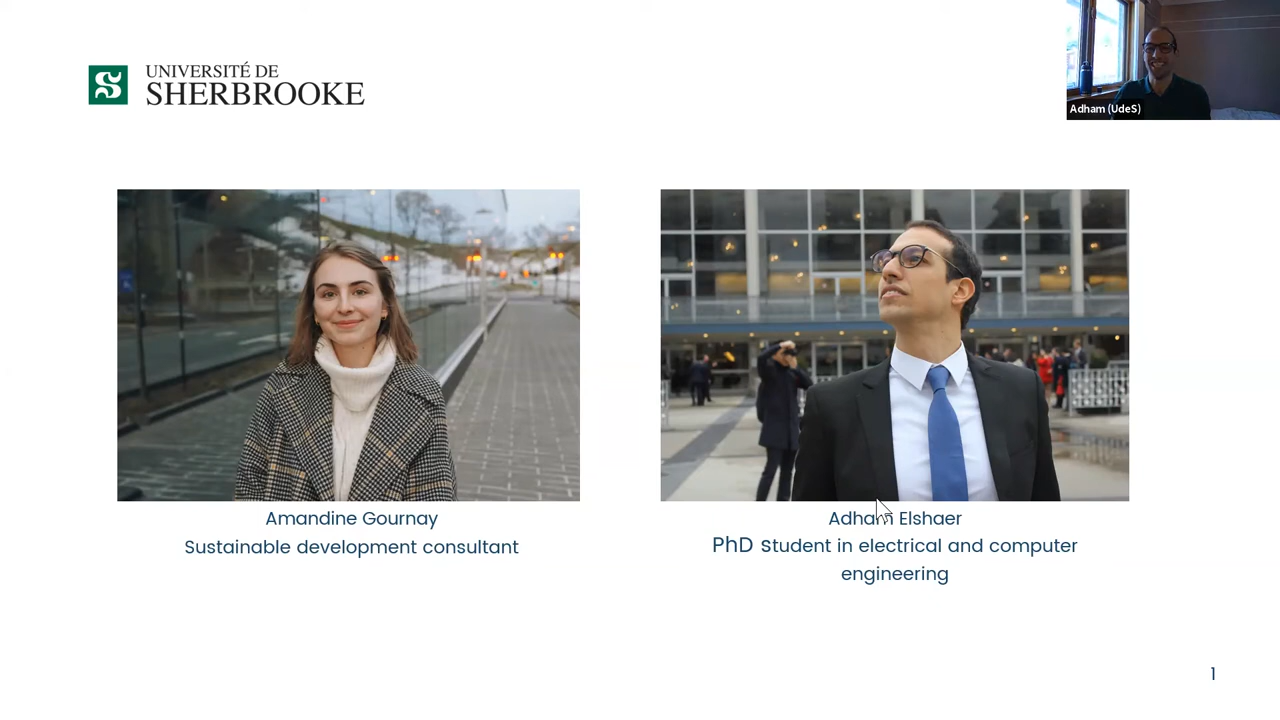 UNIVERSITÉ DE
SHERBROOKE
Adham (UdeS)
Amandine Gournay
Sustainable development consultant
Adham Elshaer
PhD student in electrical and computer
engineering
1